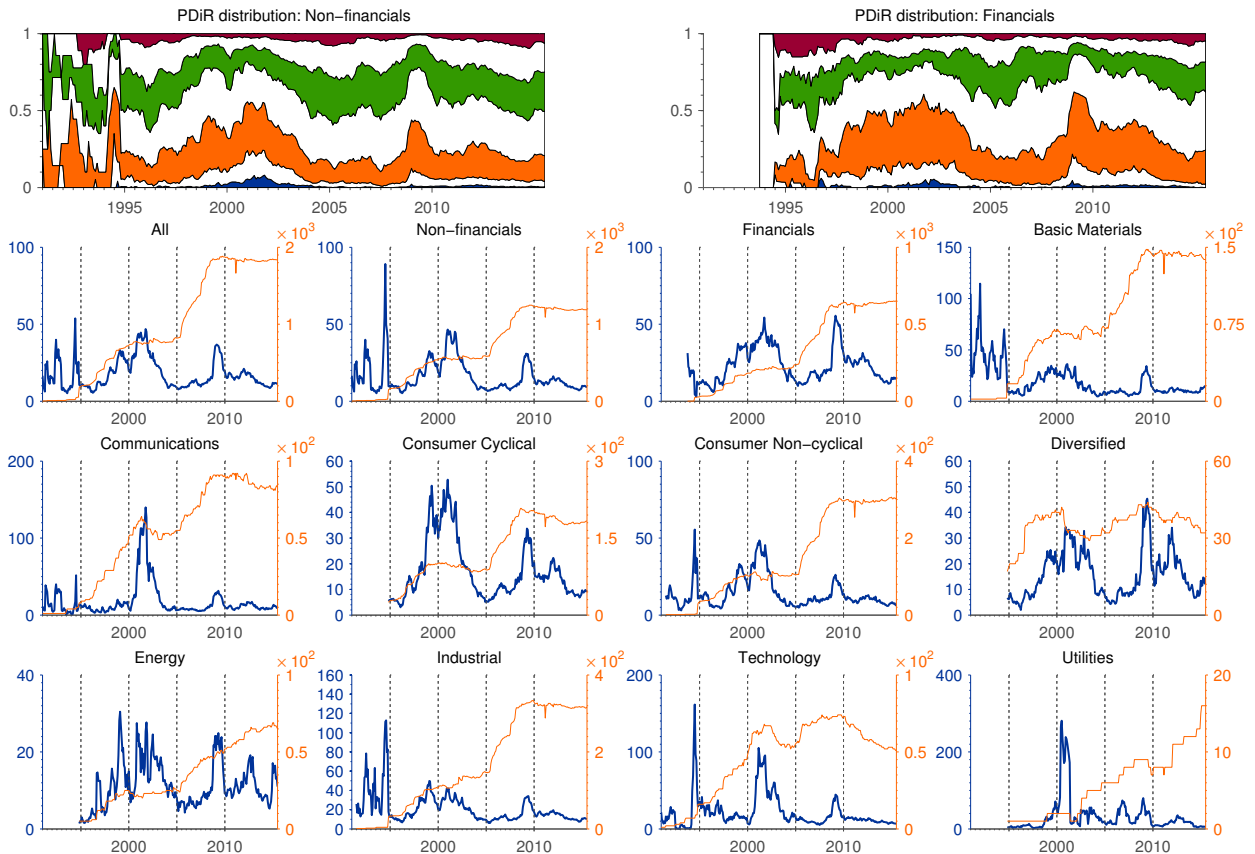 PDiR distribution: Non−financials PDiR distribution: Financials
1 1
0.5 0.5
0 0
1995 2000 2005 2010 1995 2000 2005 2010
All Non−financials Financials Basic Materials
× 10³ × 10³ × 10³ × 10²
100 2 100 2 100 1 150 1.5
100
50 1 50 1 50 0.5 0.75
50
0 0 0 0 0 0 0 0
2000 2010 2000 2010 2000 2010 2000 2010
Communications Consumer Cyclical Consumer Non−cyclical Diversified
× 10² × 10² × 10²
200 1 60 3 100 4 60 60
50 50
40 40
100 0.5 30 1.5 50 2 30 30
20 20
10 10
0 0 0 0 0 0 0 0
2000 2010 2000 2010 2000 2010 2000 2010
Energy Industrial Technology Utilities
× 10² × 10² × 10²
40 1 160 4 200 1 400 20
140
120
100
20 0.5 80 2 100 0.5 200 10
60
40
20
0 0 0 0 0 0 0 0
2000 2010 2000 2010 2000 2010 2000 2010